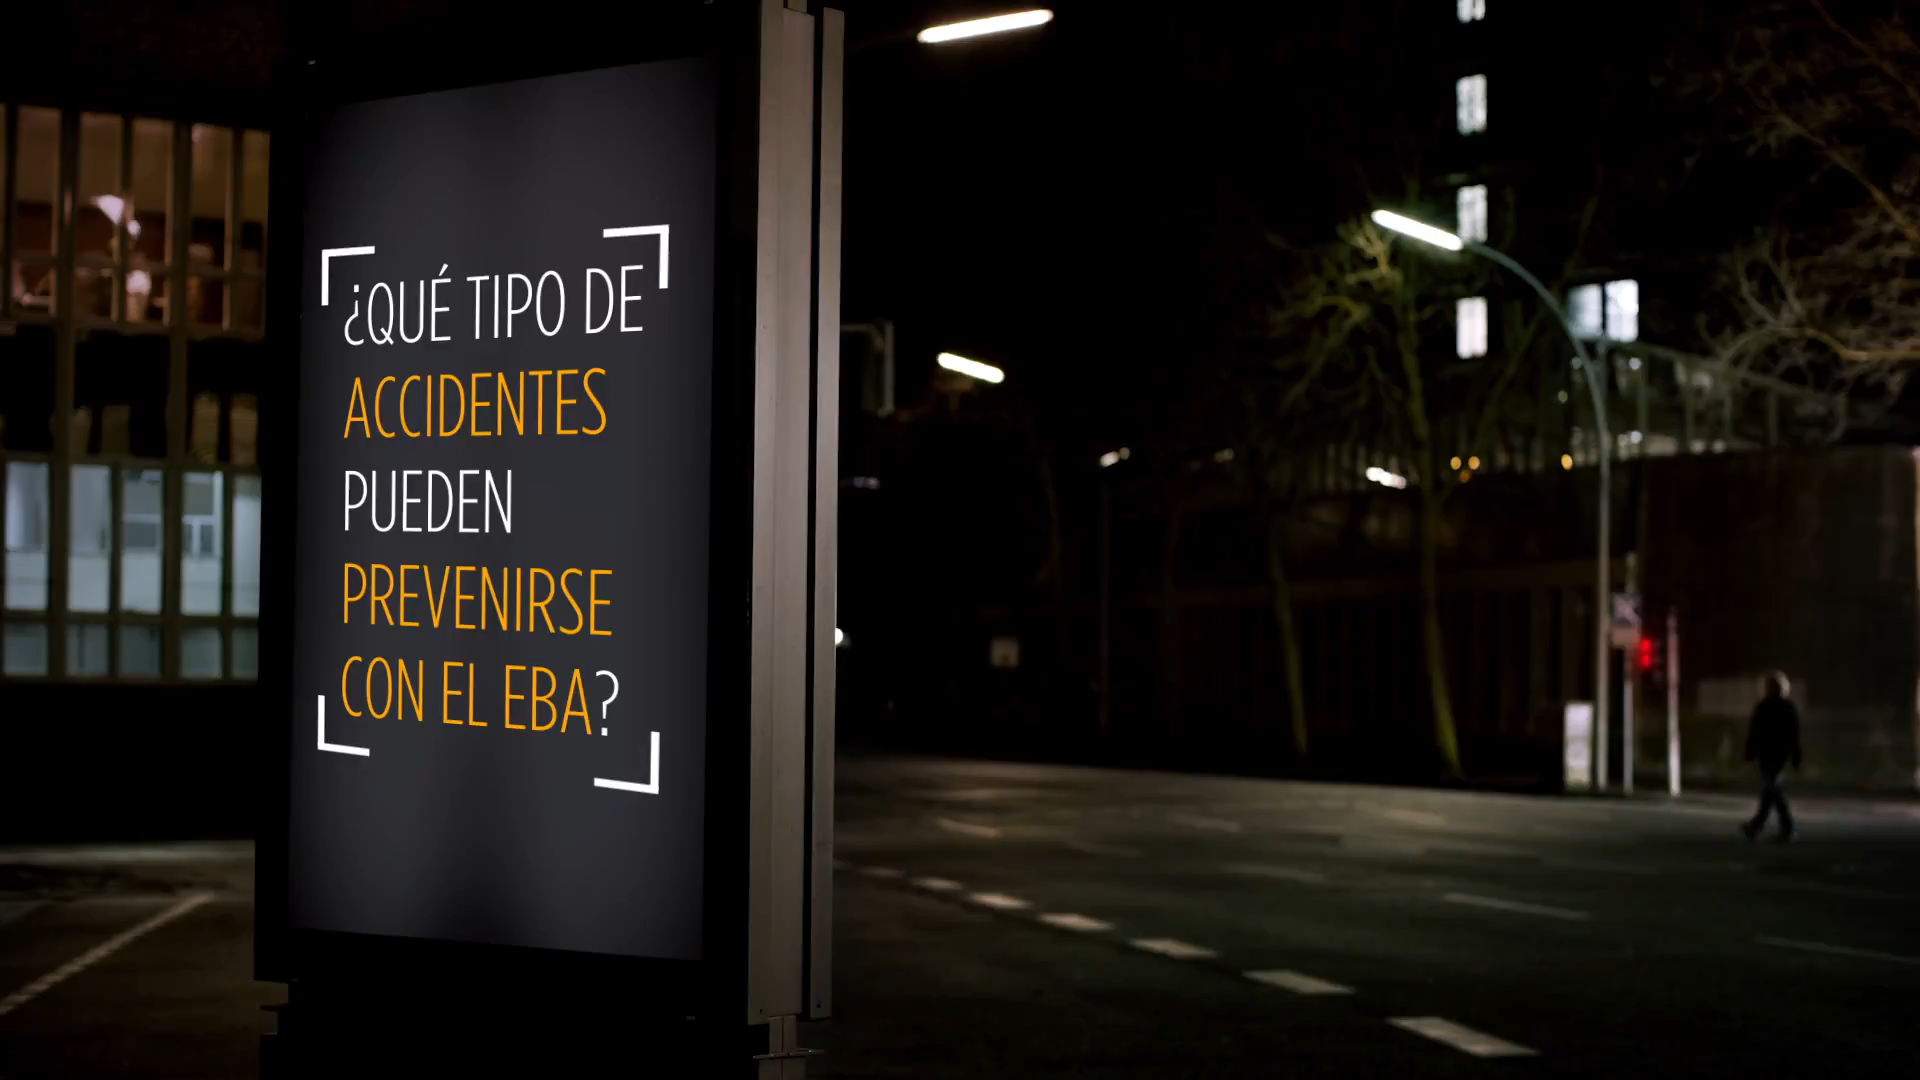 ¿QUÉ TIPO DE
ACCIDENTES
PUEDEN
PREVENIRSE
CON EL EBA?